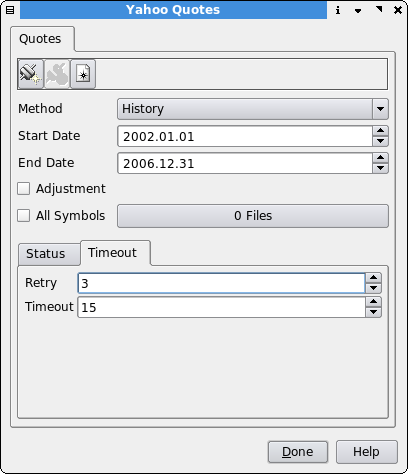 Yahoo Quotes
Quotes
Method History
Start Date 2002.01.01
End Date 2006.12.31
Adjustment
All Symbols 0 Files
Status Timeout
Retry 3
Timeout 15
Done Help